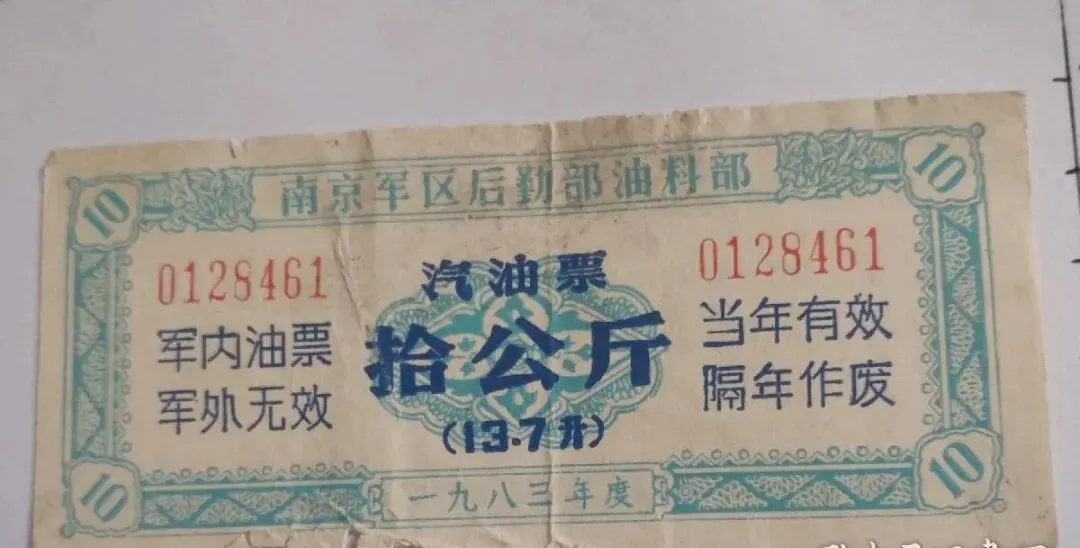 10
10
南京军区后勤部油料部
0128461
汽油票
0128461
军内油票
军外无效
拾公斤
(13.7升)
当年有效
隔年作废
10
10
一九八三年度